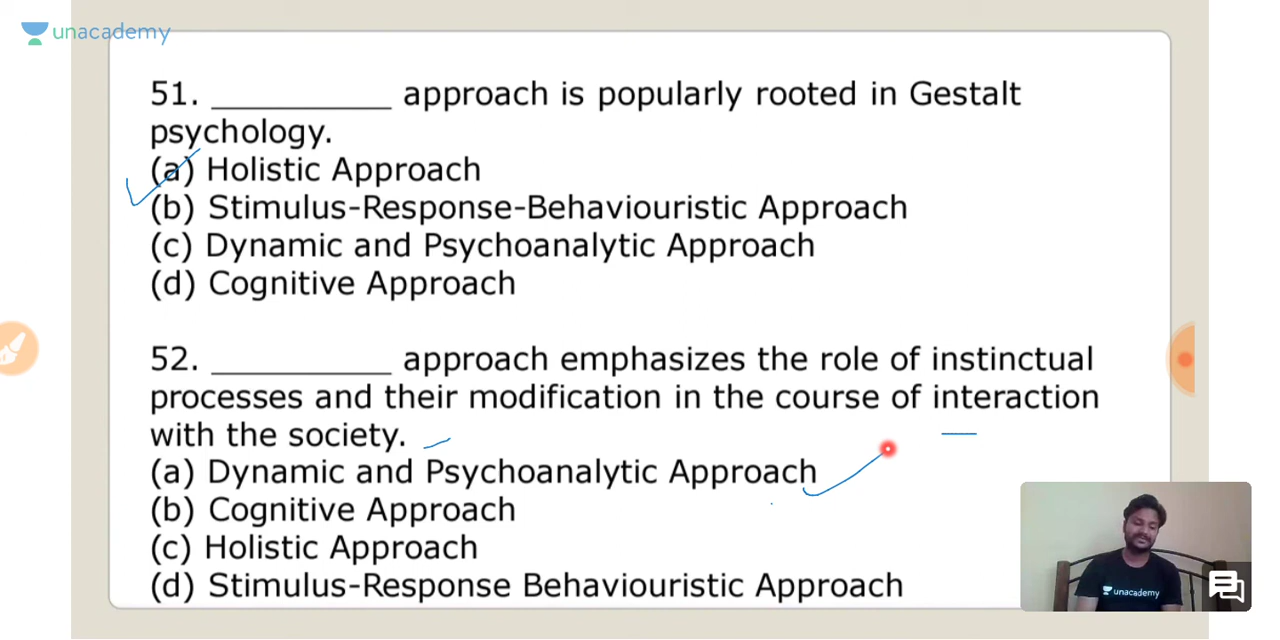 unacademy
51. __________ approach is popularly rooted in Gestalt
psychology.
(a) Holistic Approach
(b) Stimulus-Response-Behaviouristic Approach
(c) Dynamic and Psychoanalytic Approach
(d) Cognitive Approach
52. __________ approach emphasizes the role of instinctual
processes and their modification in the course of interaction
with the society.
(a) Dynamic and Psychoanalytic Approach
(b) Cognitive Approach
(c) Holistic Approach
(d) Stimulus-Response Behaviouristic Approach
unacademy